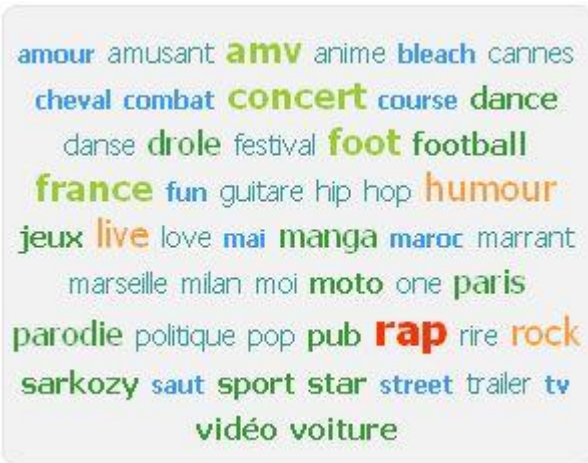 amour amusant amv anime bleach cannes
cheval combat concert course dance
danse drole festival foot football
france fun guitare hip hop humour
jeux live love mai manga maroc marrant
marseille milan moi moto one paris
parodie politique pop pub rap rire rock
sarkozy saut sport star street trailer tv
vidéo voiture